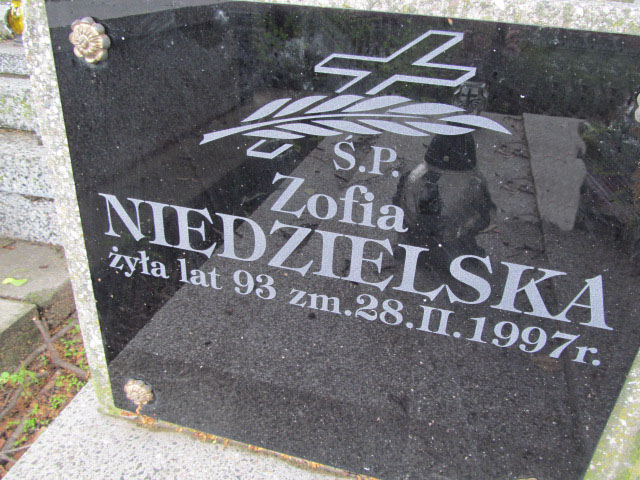 Ś.P.
Zofia
NIEDZIELSKA
żyła lat 93 zm.28.II.1997r.